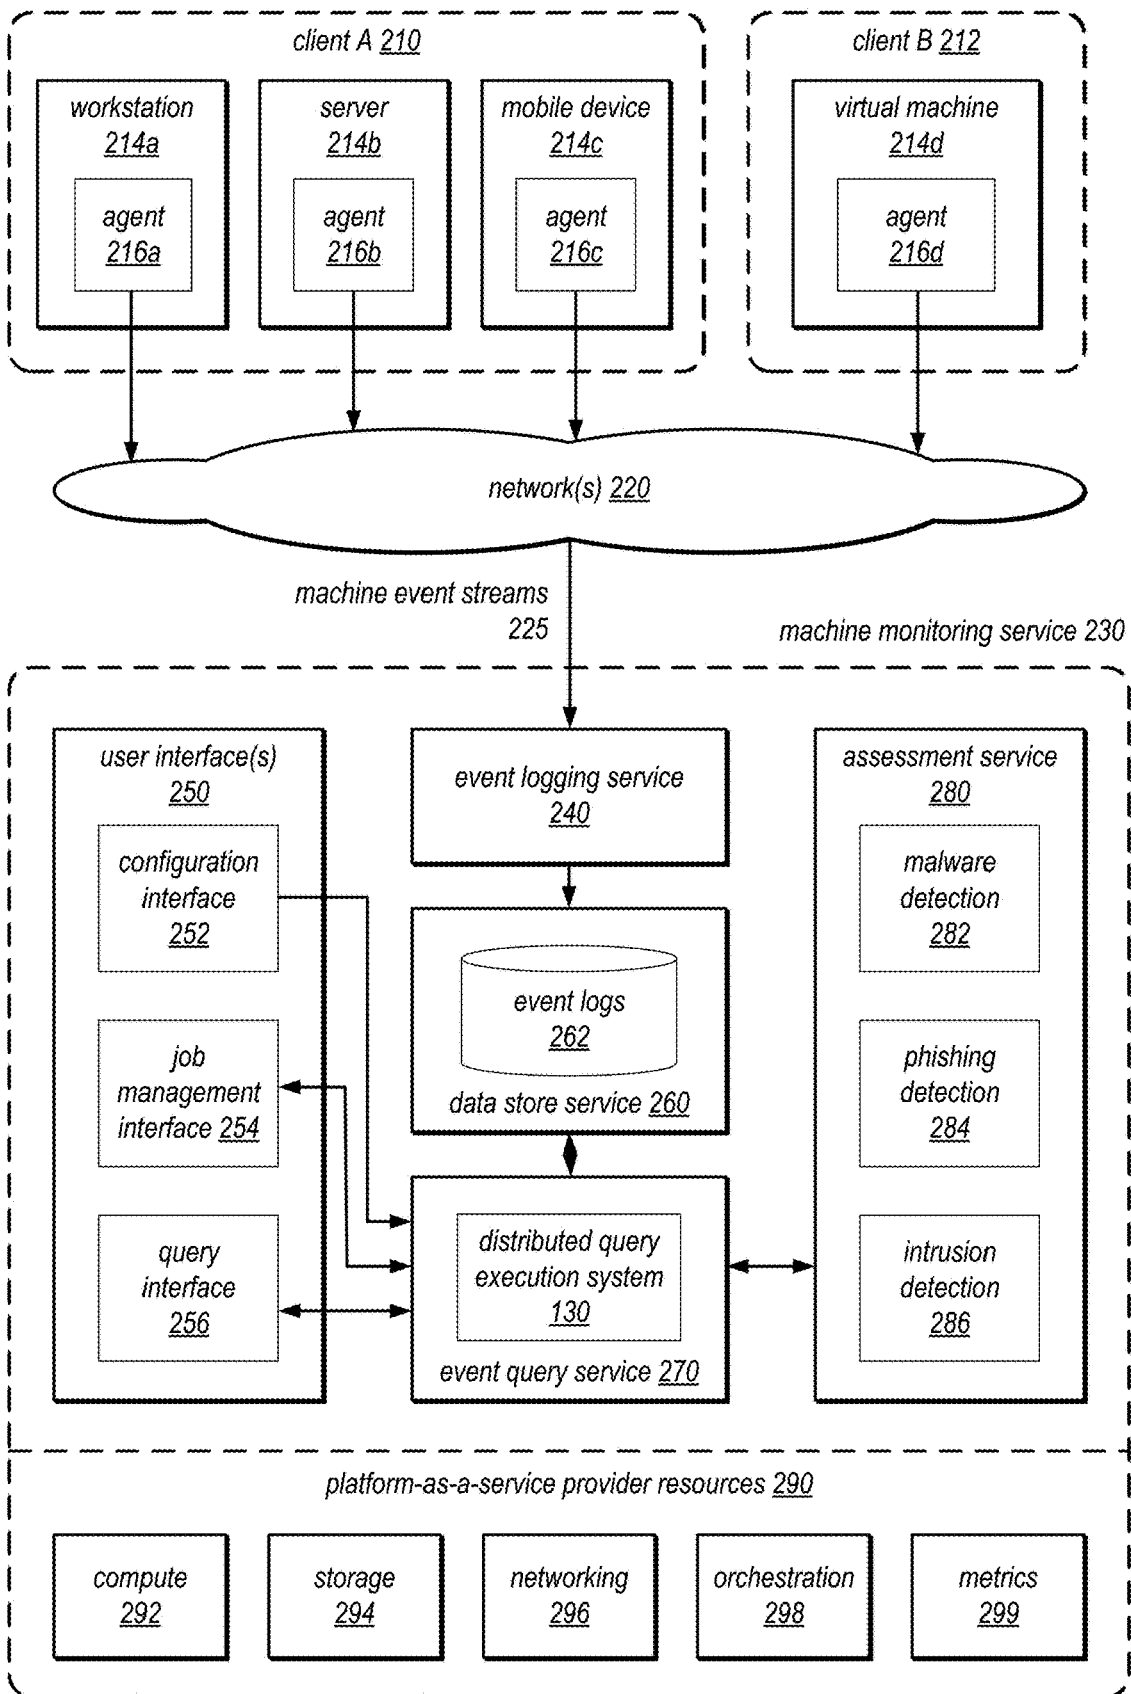 client A 210
client B 212
workstation
214a
agent
216a
server
214b
agent
216b
mobile device
214c
agent
216c
virtual machine
214d
agent
216d
network(s) 220
machine event streams
225
machine monitoring service 230
user interface(s)
250
configuration
interface
252
job
management
interface 254
query
interface
256
event logging service
240
event logs
262
data store service 260
distributed query
execution system
130
event query service 270
assessment service
280
malware
detection
282
phishing
detection
284
intrusion
detection
286
platform-as-a-service provider resources 290
compute
292
storage
294
networking
296
orchestration
298
metrics
299